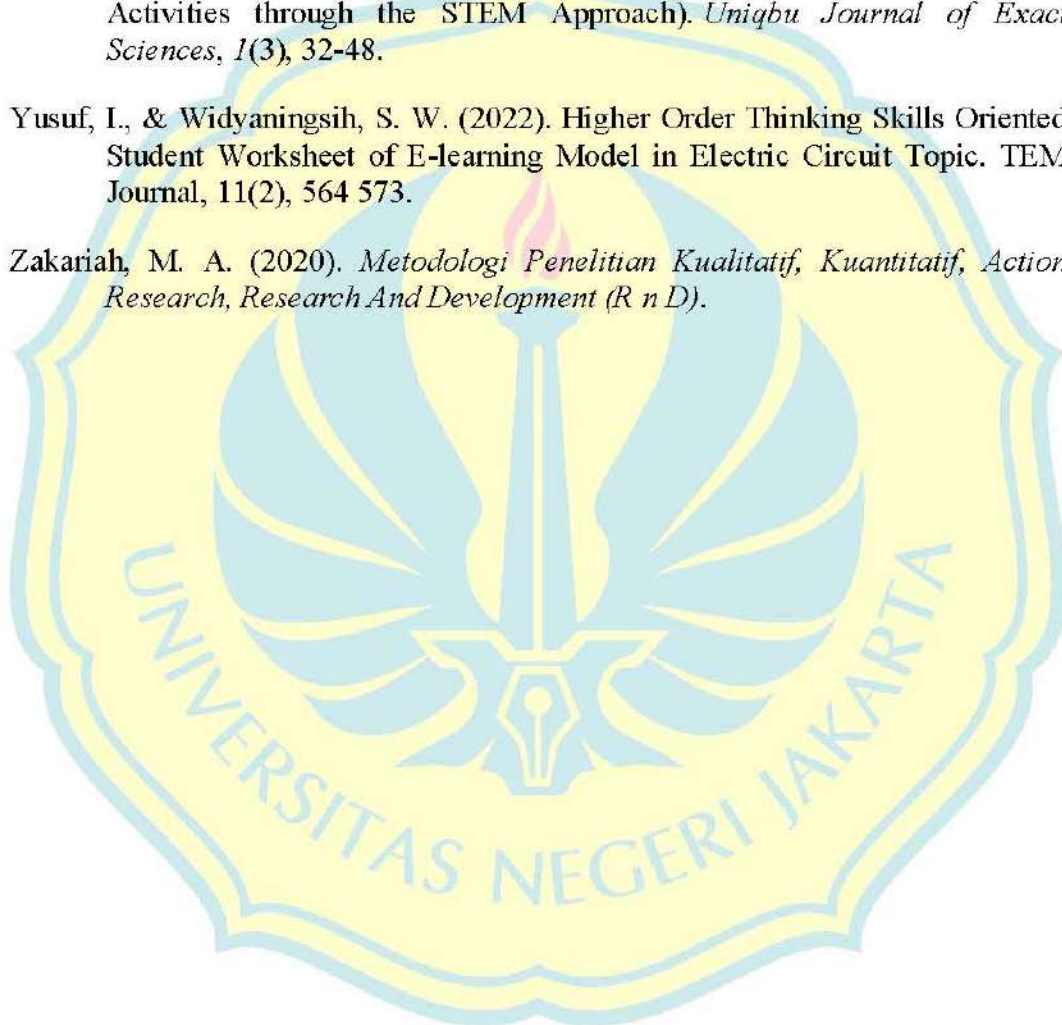 Activities through the STEM Approach). Uniqbu Journal of Exact
Sciences, 1(3), 32-48.
Yusuf, I., & Widyaningsih, S. W. (2022). Higher Order Thinking Skills Oriented
Student Worksheet of E-learning Model in Electric Circuit Topic. TEM
Journal, 11(2), 564 573.
Zakariah, M. A. (2020). Metodologi Penelitian Kualitatif, Kuantitatif, Action
Research, Research And Development (R n D).
UNIVERSITAS NEGERI JAKARTA